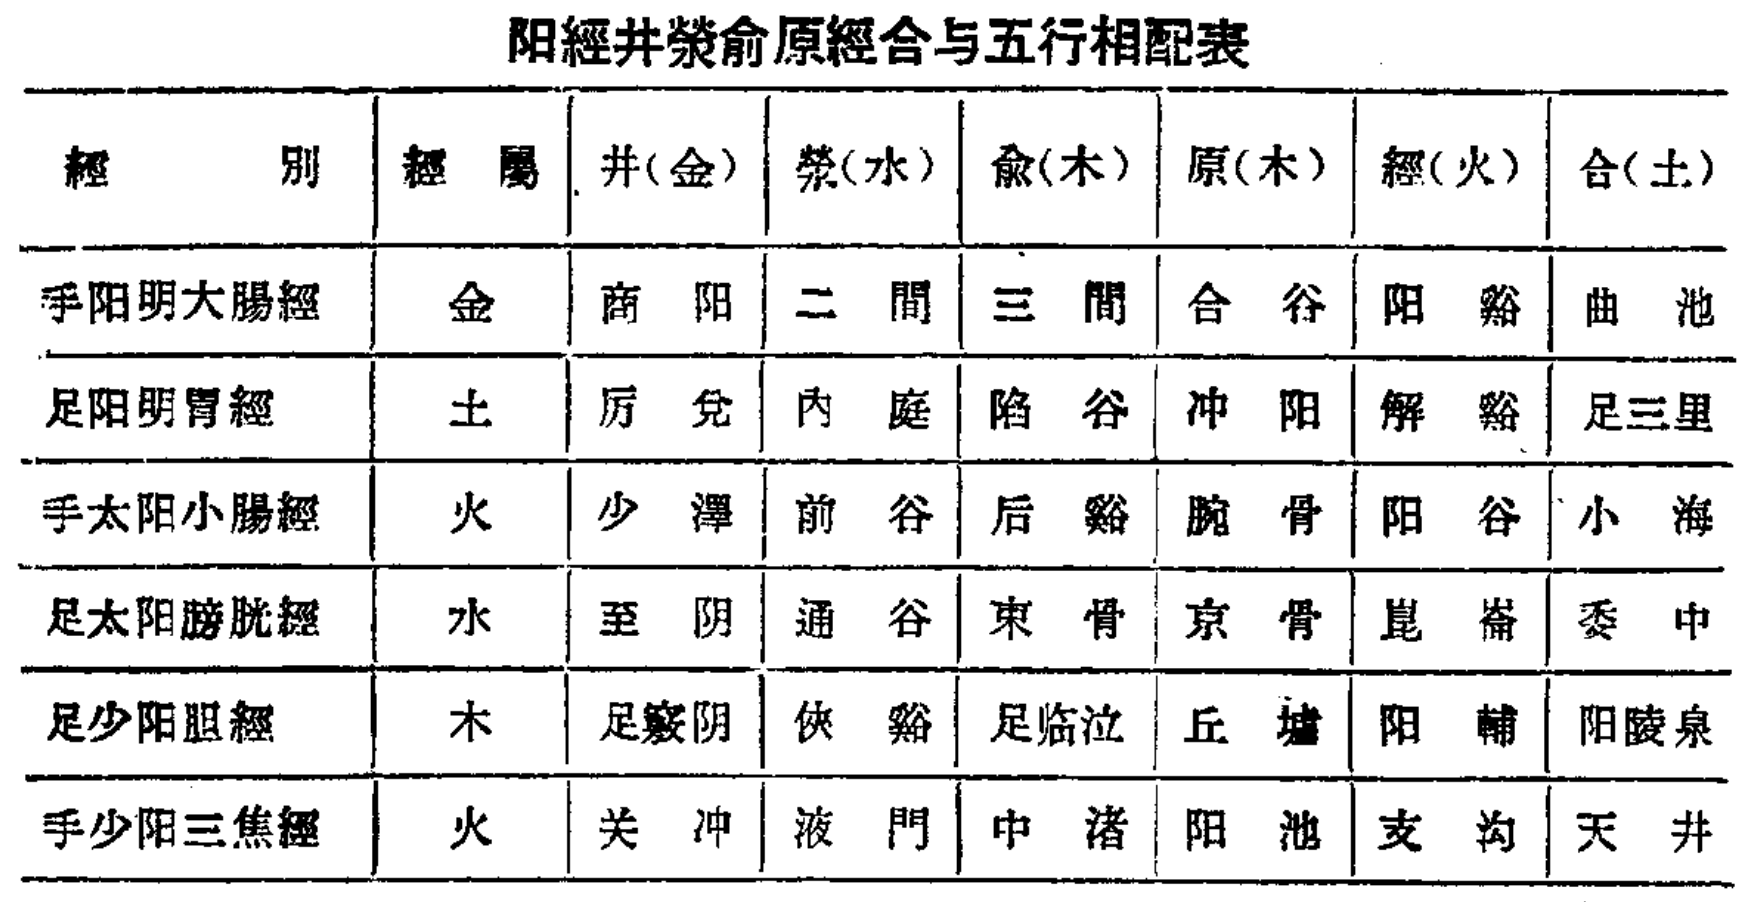 阳經井滎俞原經合与五行相配表
經別 經陽 井(金) 滎(水) 兪(木) 原(木) 經(火) 合(土)
手阳明大腸經 金 商阳 二間 三間 合谷 阳谿 曲池
足阳明胃經 土 厉兌 內庭 陷谷 冲阳 解谿 足三里
手太阳小腸經 火 少澤 前谷 后谿 腕骨 阳谷 小海
足太阳膀胱經 水 至阴 通谷 束骨 京骨 崑崙 委中
足少阳胆經 木 足竅阴 俠谿 足临泣 丘墟 阳輔 阳陵泉
手少阳三焦經 火 关冲 液門 中渚 阳池 支沟 天井